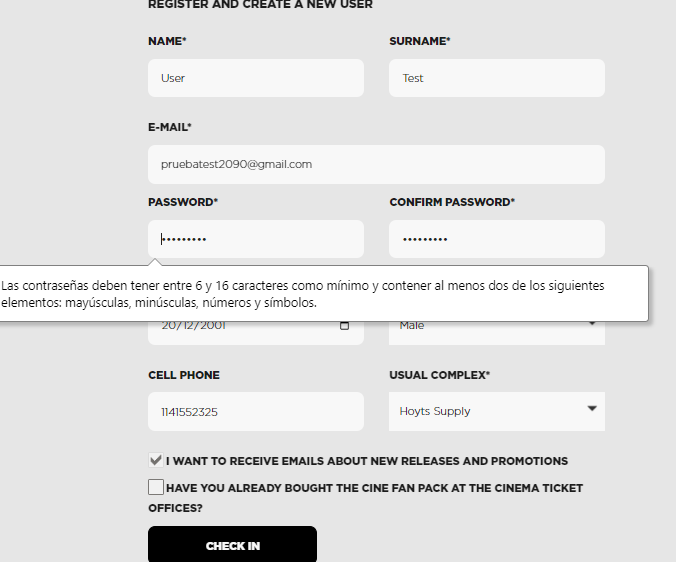 REGISTER AND CREATE A NEW USER
NAME*
SURNAME*
User
Test
E-MAIL*
pruebatest2090@gmail.com
PASSWORD*
CONFIRM PASSWORD*
•••••••••
•••••••••
Las contraseñas deben tener entre 6 y 16 caracteres como mínimo y contener al menos dos de los siguientes
elementos: mayúsculas, minúsculas, números y símbolos.
20/12/2001
Male
CELL PHONE
USUAL COMPLEX*
1141552325
Hoyts Supply
I WANT TO RECEIVE EMAILS ABOUT NEW RELEASES AND PROMOTIONS
HAVE YOU ALREADY BOUGHT THE CINE FAN PACK AT THE CINEMA TICKET
OFFICES?
CHECK IN